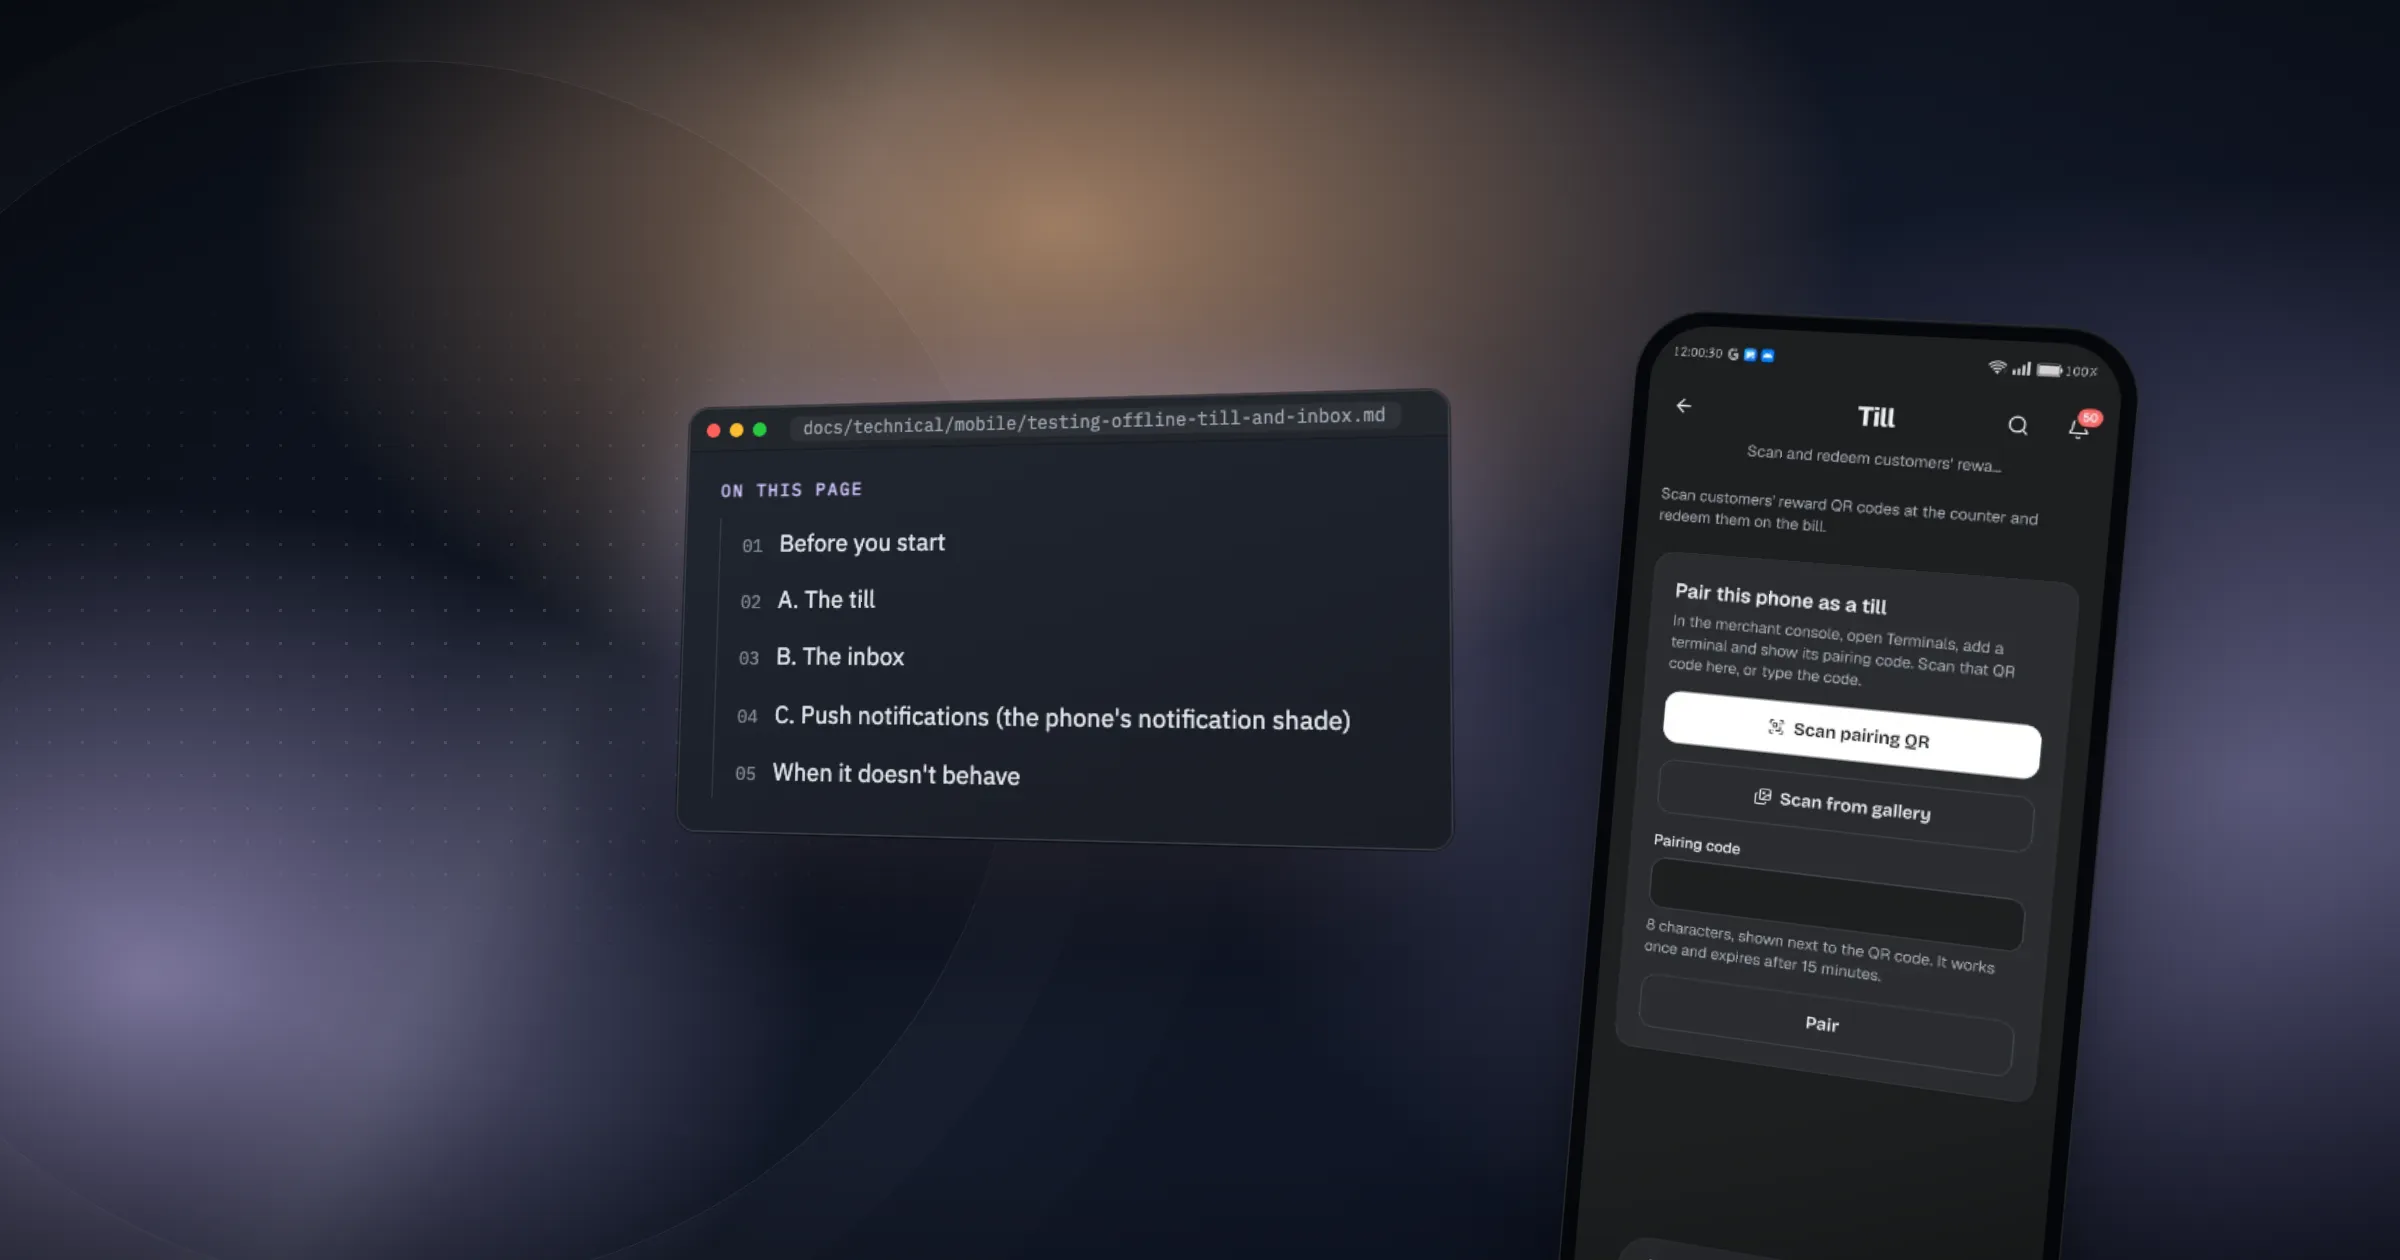 docs/technical/mobile/testing-offline-till-and-inbox.md
ON THIS PAGE
01 Before you start
02 A. The till
03 B. The inbox
04 C. Push notifications (the phone's notification shade)
05 When it doesn't behave
12:00:30 G 100%
Till
50
Scan and redeem customers' rewa...
Scan customers' reward QR codes at the counter and
redeem them on the bill.
Pair this phone as a till
In the merchant console, open Terminals, add a
terminal and show its pairing code. Scan that QR
code here, or type the code.
Scan pairing QR
Scan from gallery
Pairing code
8 characters, shown next to the QR code. It works
once and expires after 15 minutes.
Pair